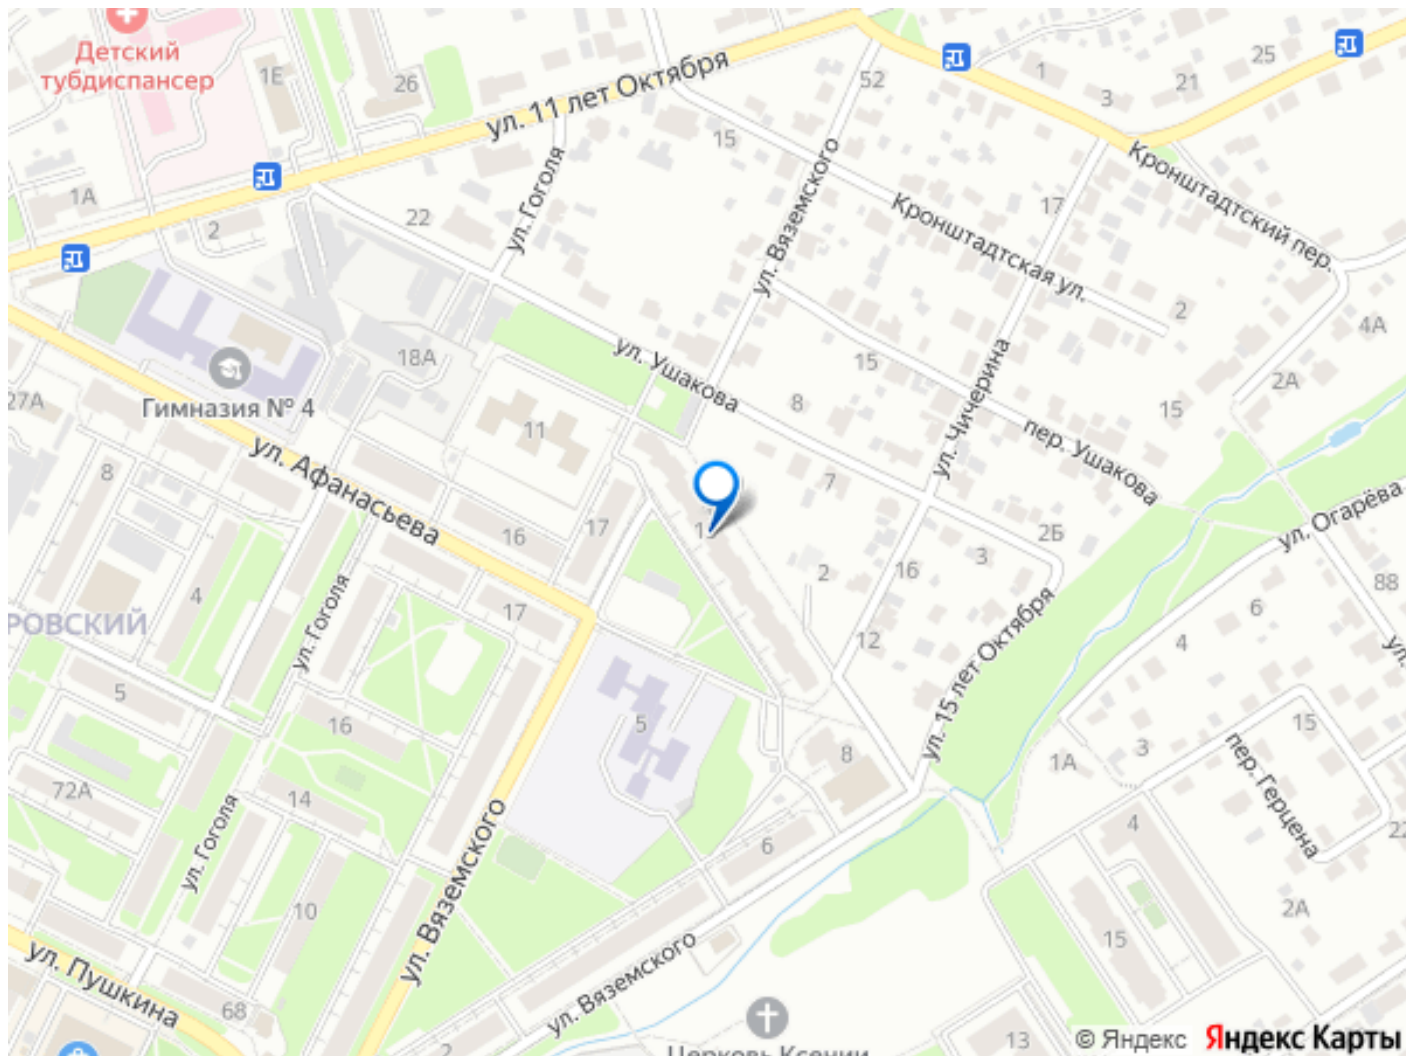 Детский
тубдиспансер
1Е
26
ул. 11 лет Октября
52
1
3
21
25
15
1А
2
22
ул. Гоголя
ул. Вяземского
Кронштадтская ул.
17
Кронштадтский пер.
2
4А
18А
Гимназия № 4
27А
ул. Ушакова
15
8
ул. Чичерина
2А
15
пер. Ушакова
11
ул. Афанасьева
8
16
17
7
2Б
3
16
2
12
ул. Огарёва
88
6
4
ул.
4
РОВСКИЙ
ул. Гоголя
17
5
16
5
8
ул. 15 лет Октября
1А
3
15
пер. Герцена
22
72А
14
ул. Гоголя
10
ул. Вяземского
6
4
2А
15
ул. Пушкина
68
2
ул. Вяземского
13
Церковь Ксении
© Яндекс Яндекс Карты